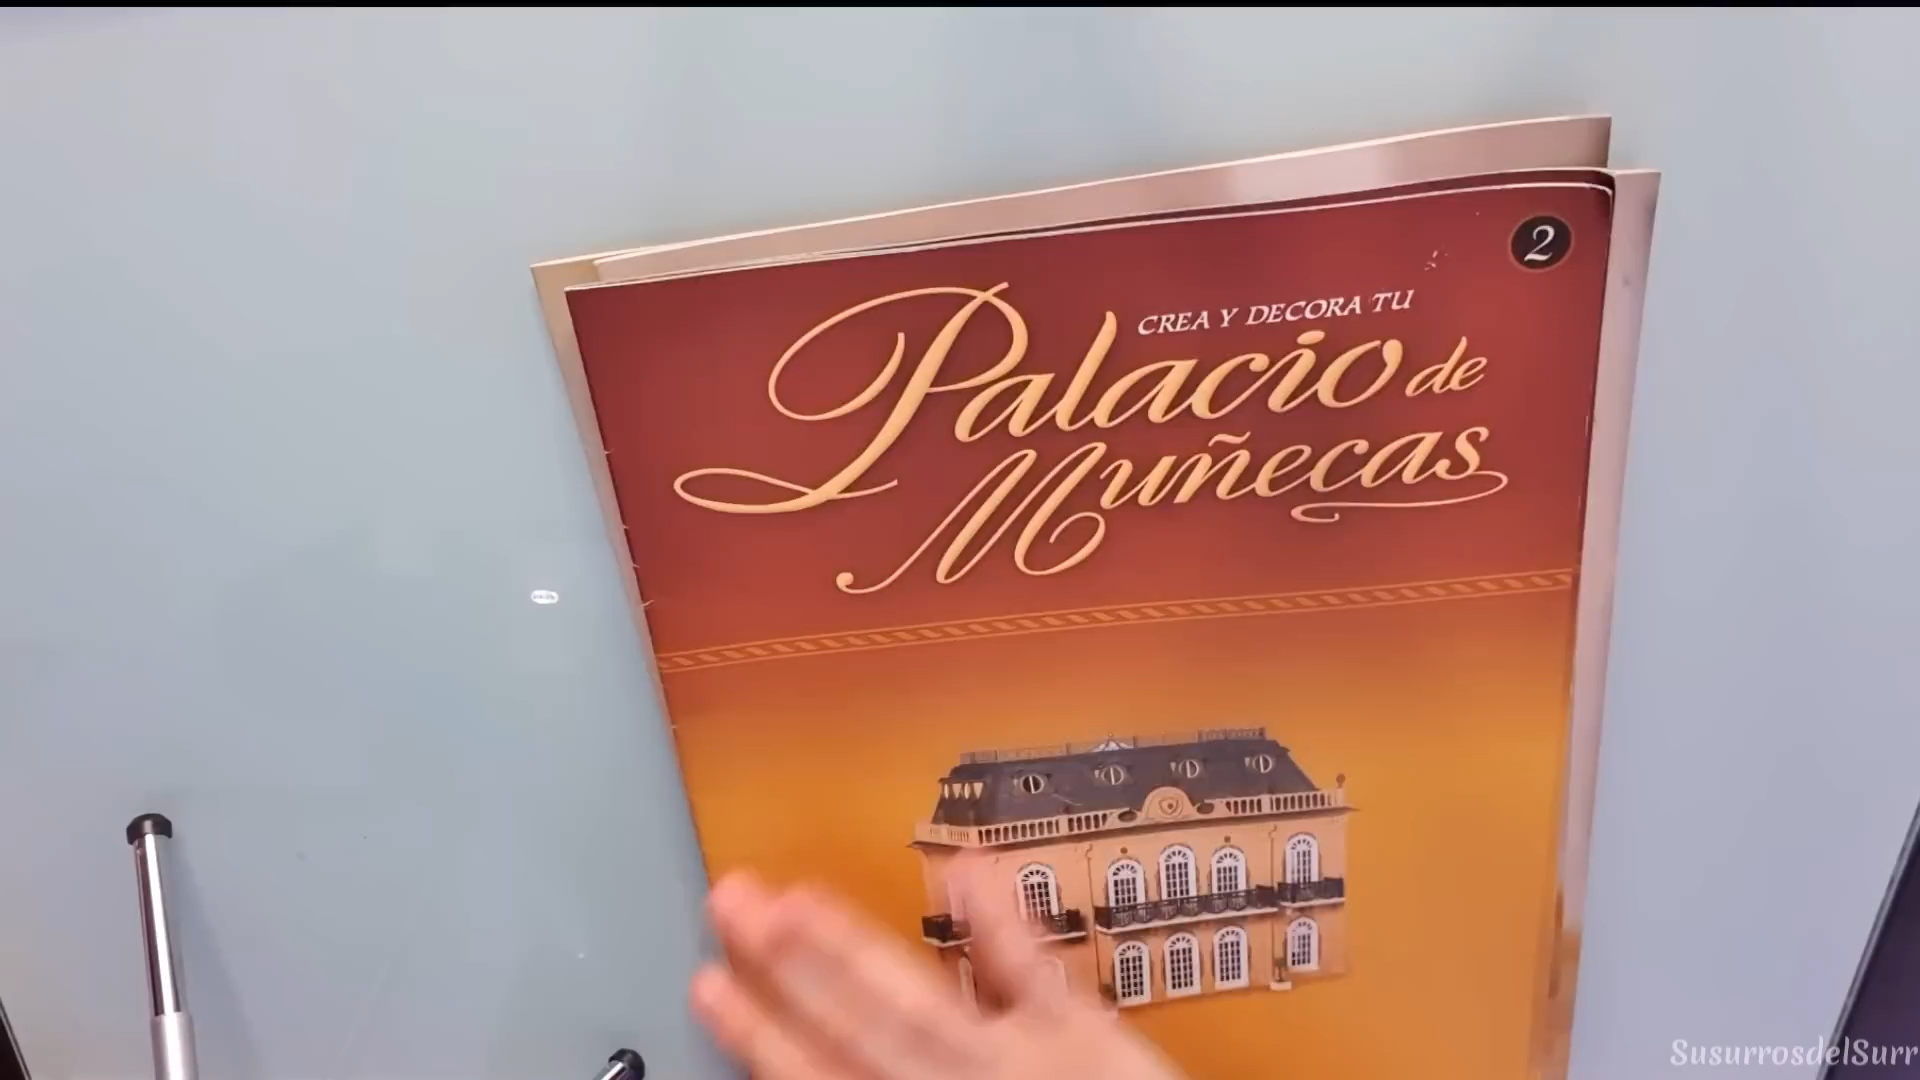 2
CREA Y DECORA TU
Palacio de
Muñecas
SusurrosdelSurr